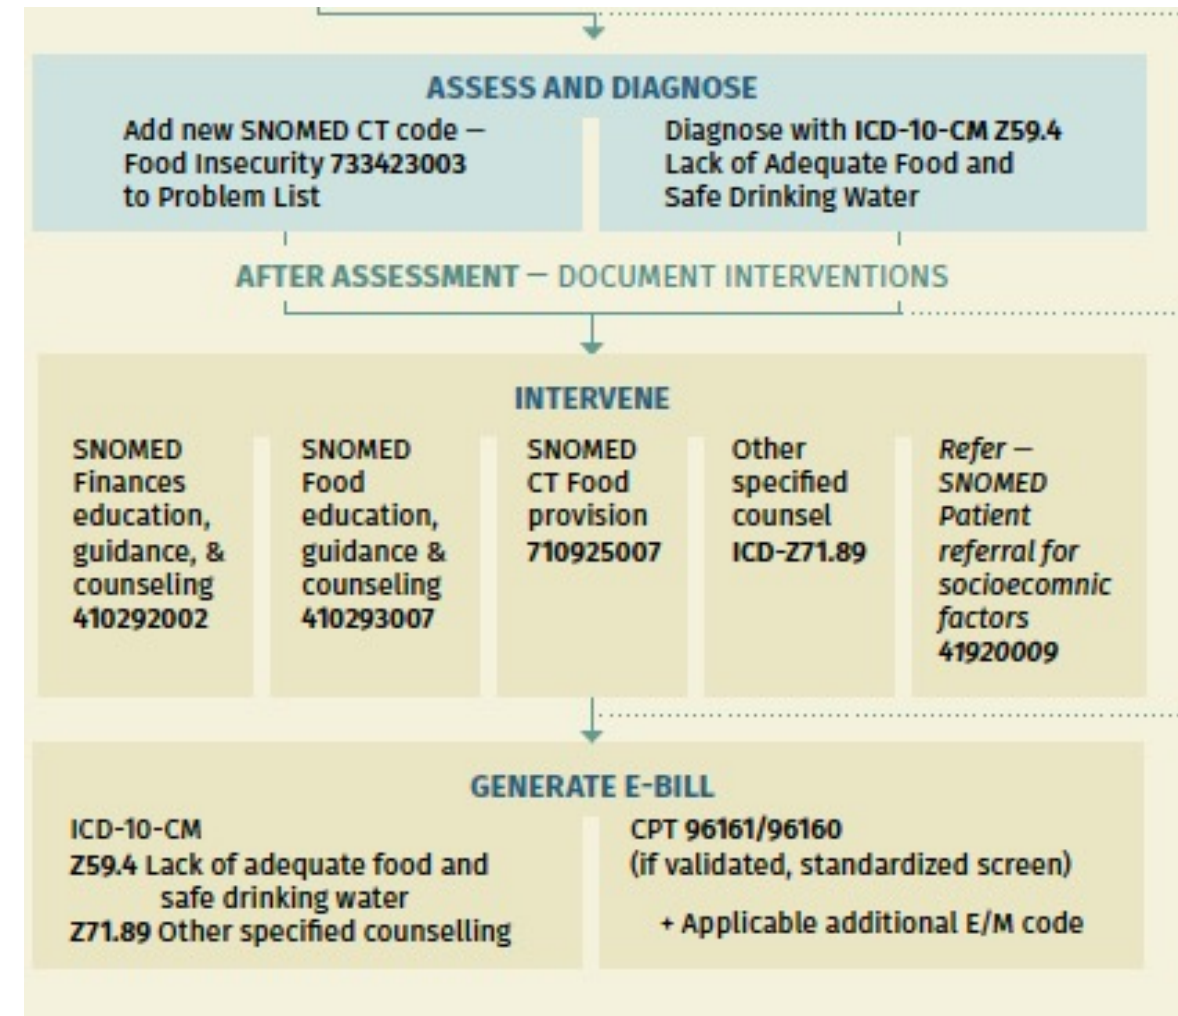 ASSESS AND DIAGNOSE
Add new SNOMED CT code –
Food Insecurity 733423003
to Problem List
Diagnose with ICD-10-CM Z59.4
Lack of Adequate Food and
Safe Drinking Water
AFTER ASSESSMENT – DOCUMENT INTERVENTIONS
INTERVENE
SNOMED
Finances
education,
guidance, &
counseling
410292002
SNOMED
Food
education,
guidance &
counseling
410293007
SNOMED
CT Food
provision
710925007
Other
specified
counsel
ICD-Z71.89
Refer –
SNOMED
Patient
referral for
socioecomnic
factors
41920009
GENERATE E-BILL
ICD-10-CM
Z59.4 Lack of adequate food and
safe drinking water
Z71.89 Other specified counselling
CPT 96161/96160
(if validated, standardized screen)
+ Applicable additional E/M code